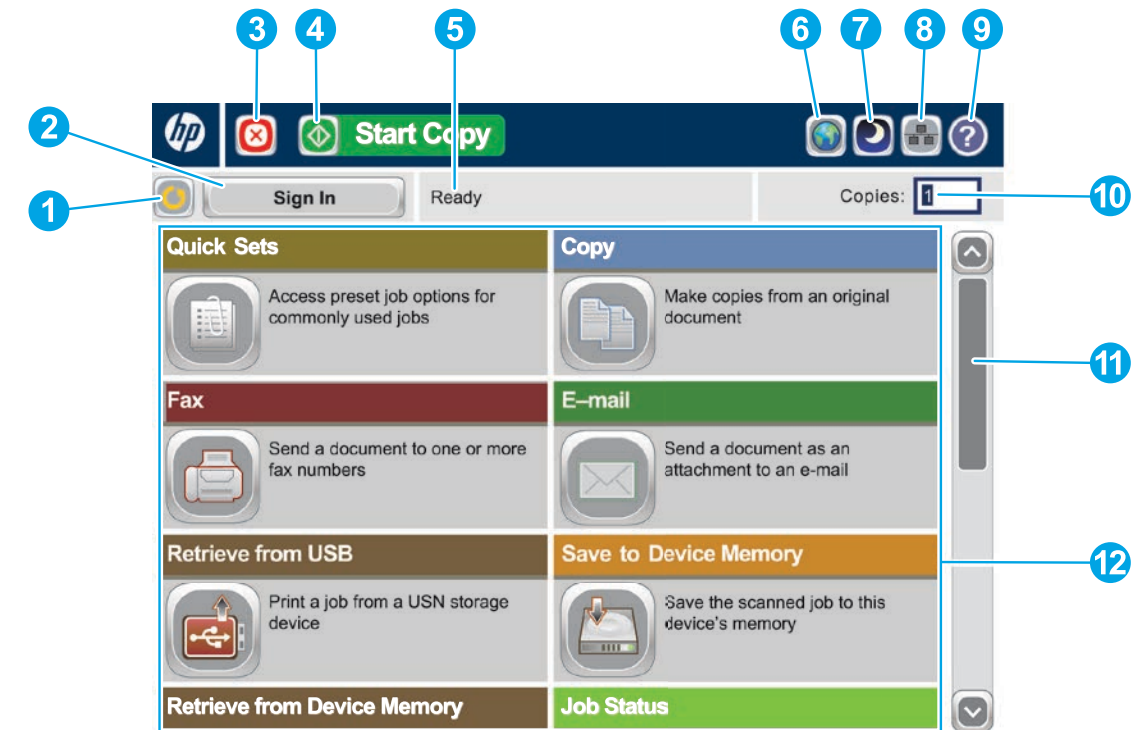 3 4 5 6 7 8 9
hp Start Copy
2
1 Sign In Ready Copies: 1 10
Quick Sets
Access preset job options for
commonly used jobs
Copy
Make copies from an original
document
11
Fax
Send a document to one or more
fax numbers
E–mail
Send a document as an
attachment to an e-mail
Retrieve from USB
Print a job from a USN storage
device
Save to Device Memory
Save the scanned job to this
device's memory
12
Retrieve from Device Memory
Job Status